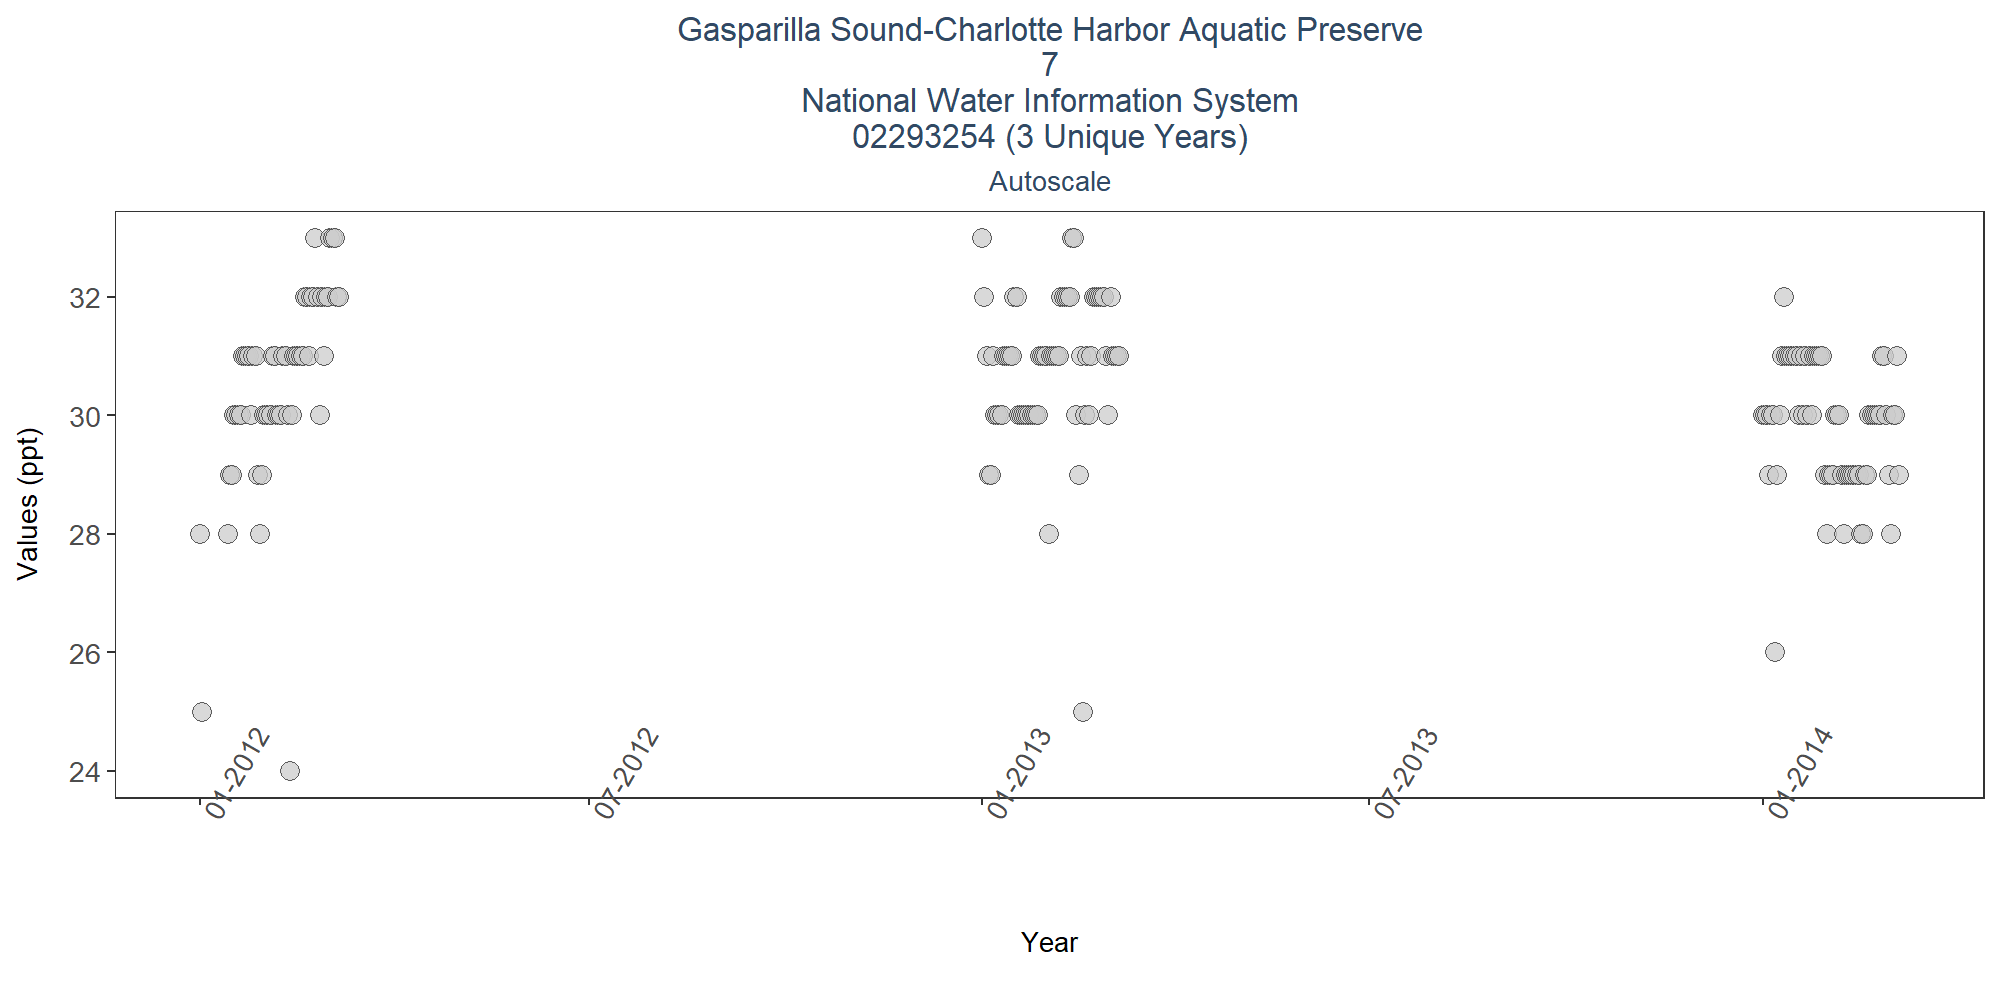 Gasparilla Sound-Charlotte Harbor Aquatic Preserve
7
National Water Information System
02293254 (3 Unique Years)
Autoscale
Values (ppt)
32
30
28
26
24
01-2012
07-2012
01-2013
07-2013
01-2014
Year